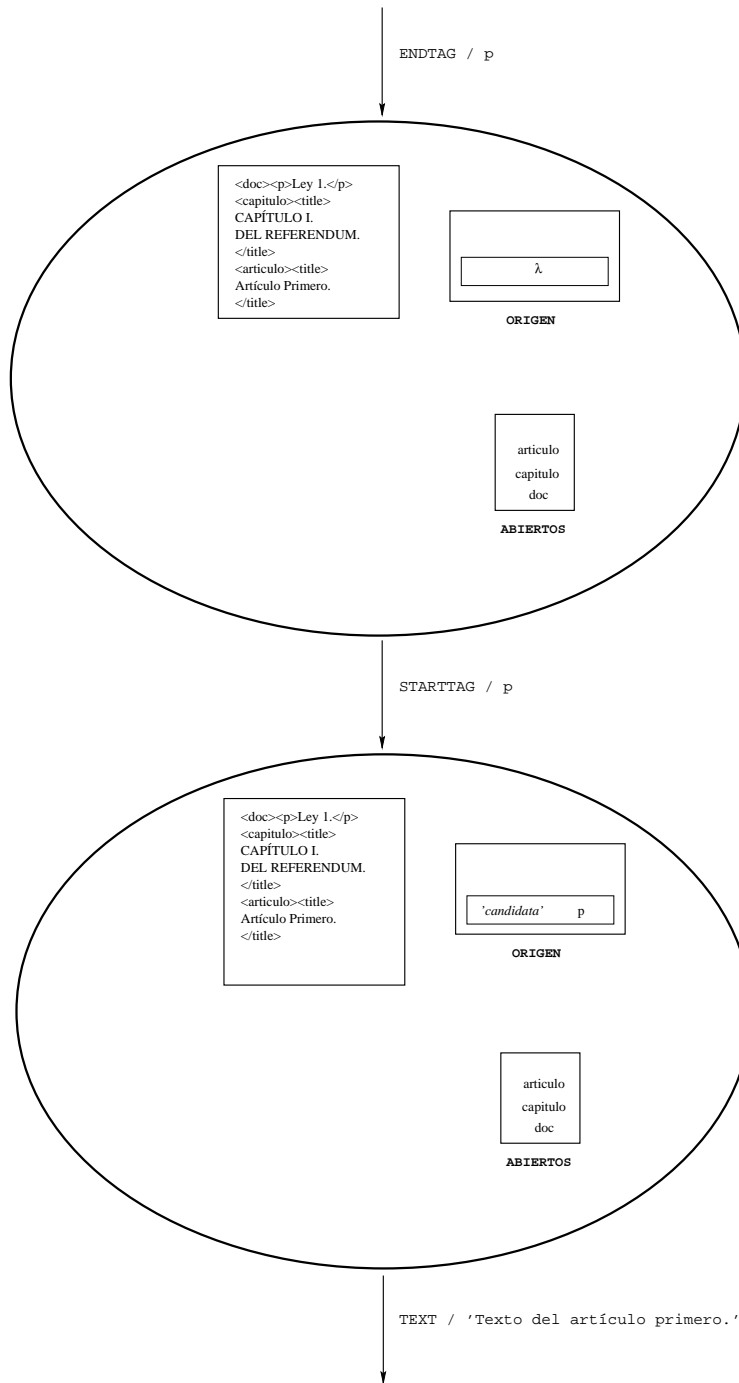 ENDTAG / p
<doc><p>Ley 1.</p>
<capitulo><title>
CAPÍTULO I.
DEL REFERENDUM.
</title>
<articulo><title>
Artículo Primero.
</title>
λ
ORIGEN
articulo
capitulo
doc
ABIERTOS
STARTTAG / p
<doc><p>Ley 1.</p>
<capitulo><title>
CAPÍTULO I.
DEL REFERENDUM.
</title>
<articulo><title>
Artículo Primero.
</title>
'candidata' p
ORIGEN
articulo
capitulo
doc
ABIERTOS
TEXT / 'Texto del artículo primero.'